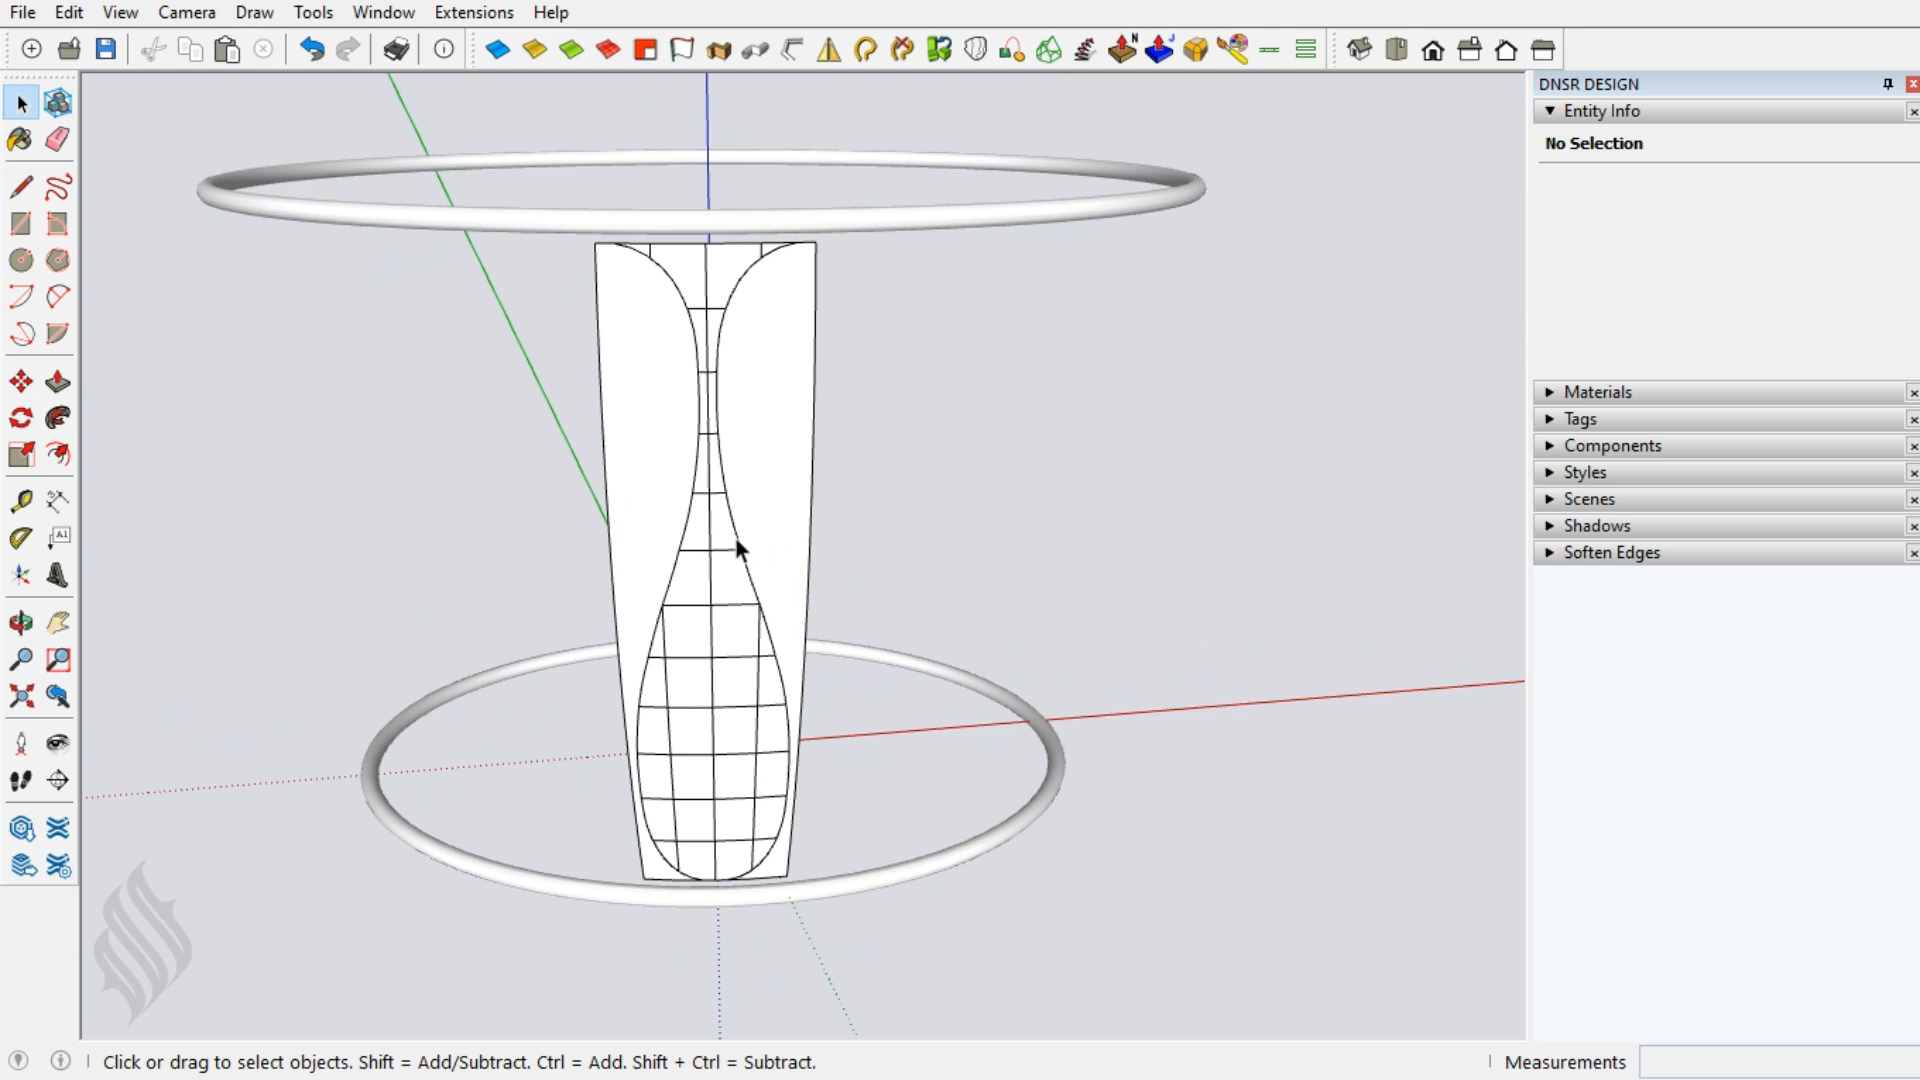 File Edit View Camera Draw Tools Window Extensions Help
N J
DNSR DESIGN
Entity Info
No Selection
Materials
Tags
Components
Styles
Scenes
Shadows
Soften Edges
A1
Click or drag to select objects. Shift = Add/Subtract. Ctrl = Add. Shift + Ctrl = Subtract.
Measurements